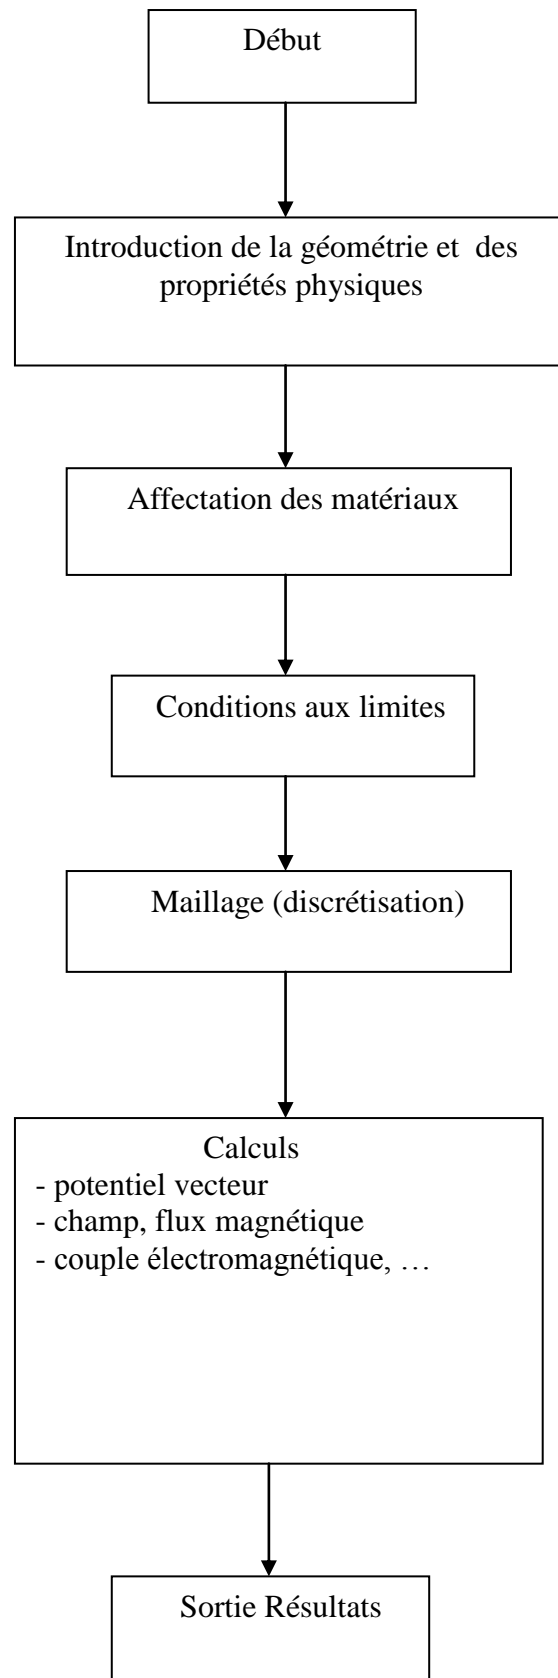 Début
Introduction de la géométrie et des
propriétés physiques
Affectation des matériaux
Conditions aux limites
Maillage (discrétisation)
Calculs
- potentiel vecteur
- champ, flux magnétique
- couple électromagnétique, …
Sortie Résultats